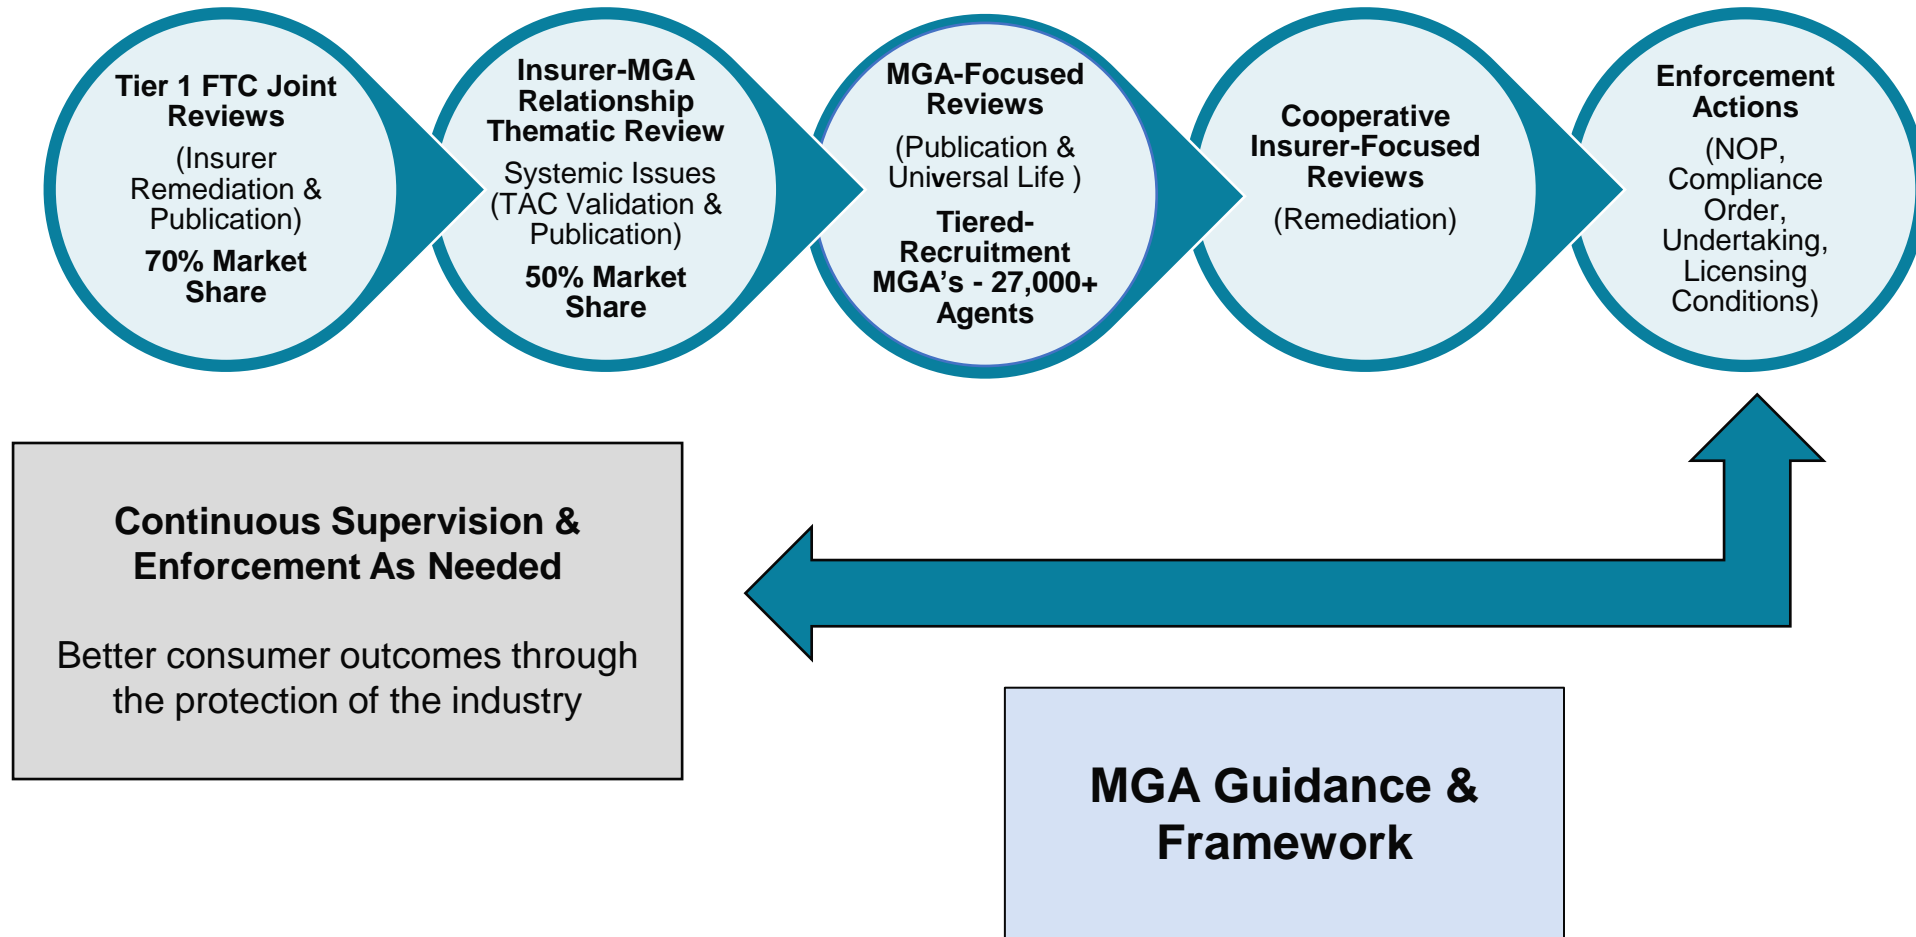 Tier 1 FTC Joint
Reviews
(Insurer
Remediation &
Publication)
70% Market
Share
Insurer-MGA
Relationship
Thematic Review
Systemic Issues
(TAC Validation &
Publication)
50% Market
Share
MGA-Focused
Reviews
(Publication &
Universal Life )
Tiered-
Recruitment
MGA's - 27,000+
Agents
Cooperative
Insurer-Focused
Reviews
(Remediation)
Enforcement
Actions
(NOP,
Compliance
Order,
Undertaking,
Licensing
Conditions)
Continuous Supervision &
Enforcement As Needed
Better consumer outcomes through
the protection of the industry
MGA Guidance &
Framework